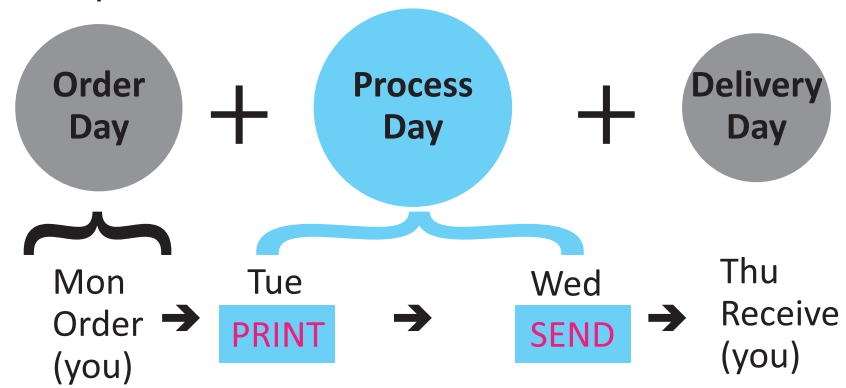 Order
Day
+
Process
Day
+
Delivery
Day
Mon
Order
(you)
Tue
PRINT
Wed
SEND
Thu
Receive
(you)